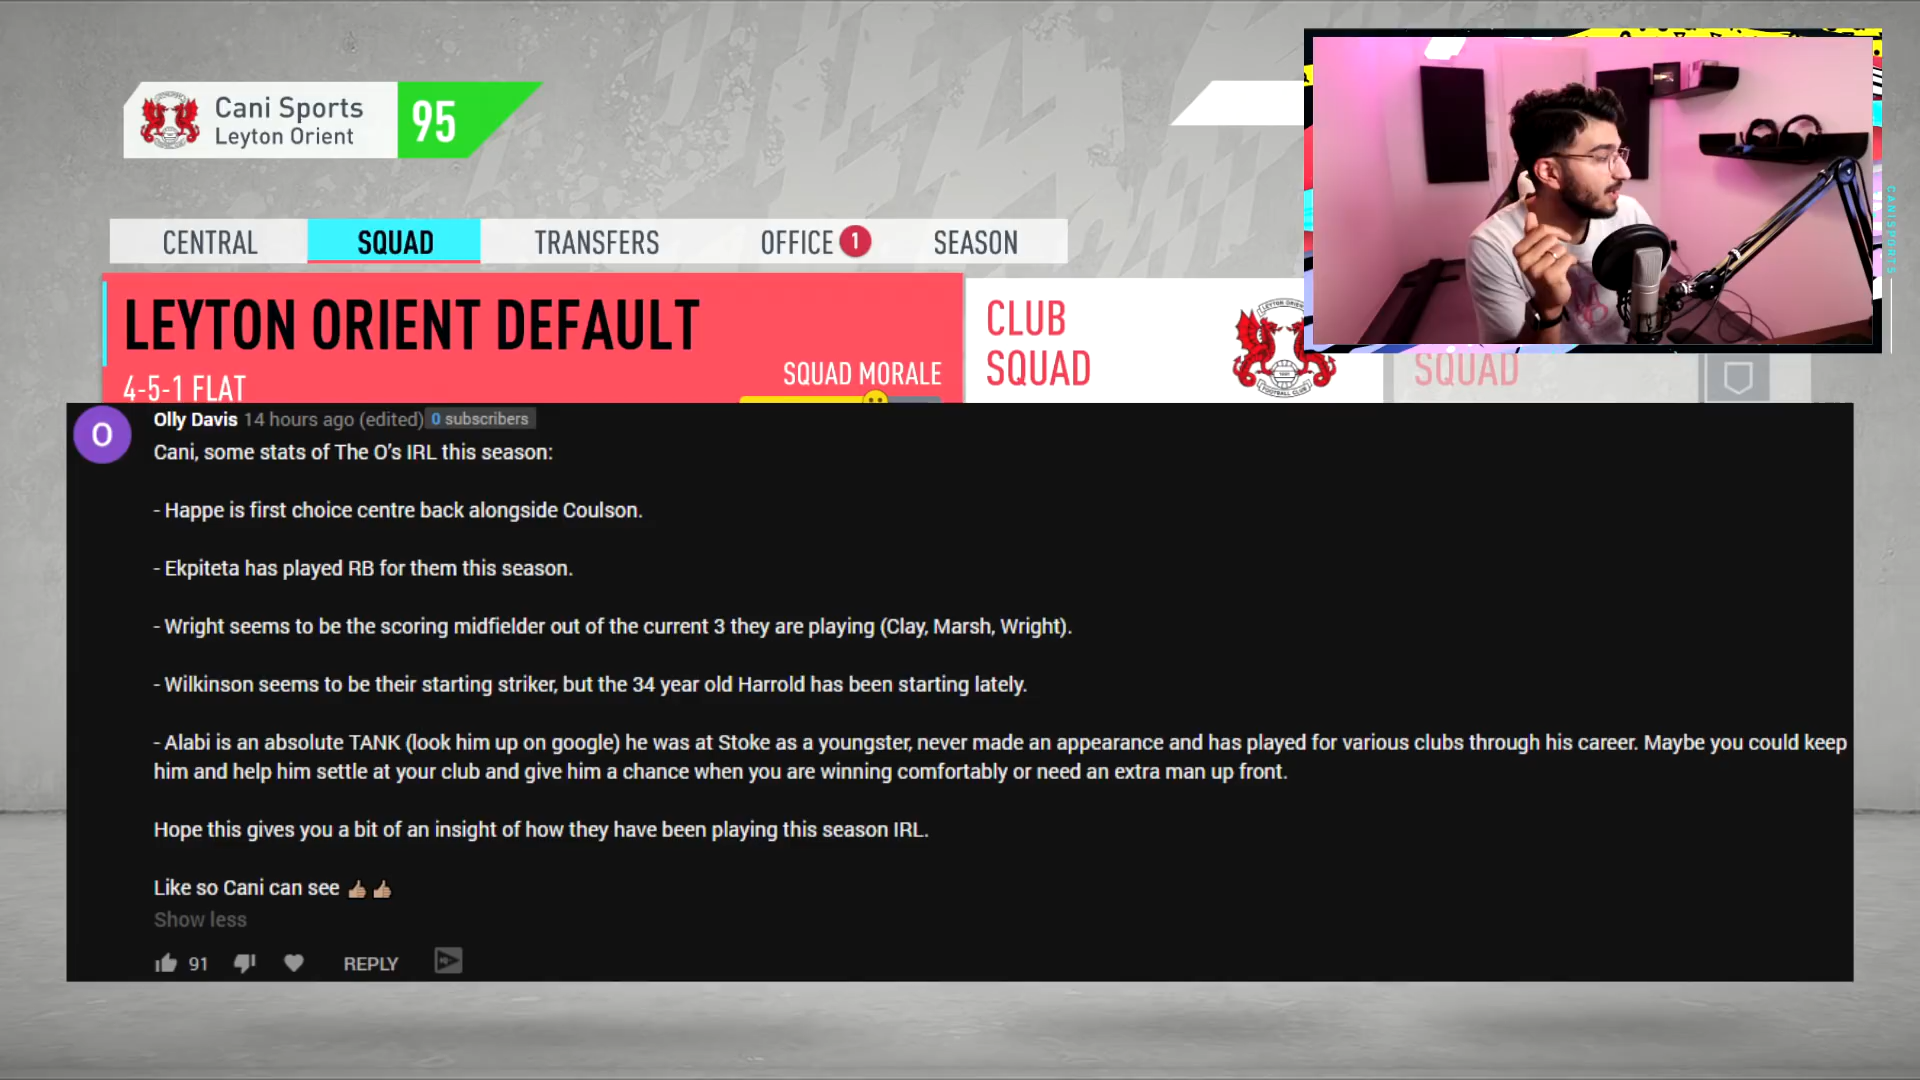 Cani Sports
Leyton Orient
95
CENTRAL
SQUAD
TRANSFERS
OFFICE 1
SEASON
LEYTON ORIENT DEFAULT
4-5-1 FLAT
SQUAD MORALE
CLUB
SQUAD
SQUAD
CANISPORTS
O
Olly Davis 14 hours ago (edited) 0 subscribers
Cani, some stats of The O's IRL this season:
- Happe is first choice centre back alongside Coulson.
- Ekpiteta has played RB for them this season.
- Wright seems to be the scoring midfielder out of the current 3 they are playing (Clay, Marsh, Wright).
- Wilkinson seems to be their starting striker, but the 34 year old Harrold has been starting lately.
- Alabi is an absolute TANK (look him up on google) he was at Stoke as a youngster, never made an appearance and has played for various clubs through his career. Maybe you could keep
him and help him settle at your club and give him a chance when you are winning comfortably or need an extra man up front.
Hope this gives you a bit of an insight of how they have been playing this season IRL.
Like so Cani can see 👍🏽 👍🏽
Show less
91
REPLY